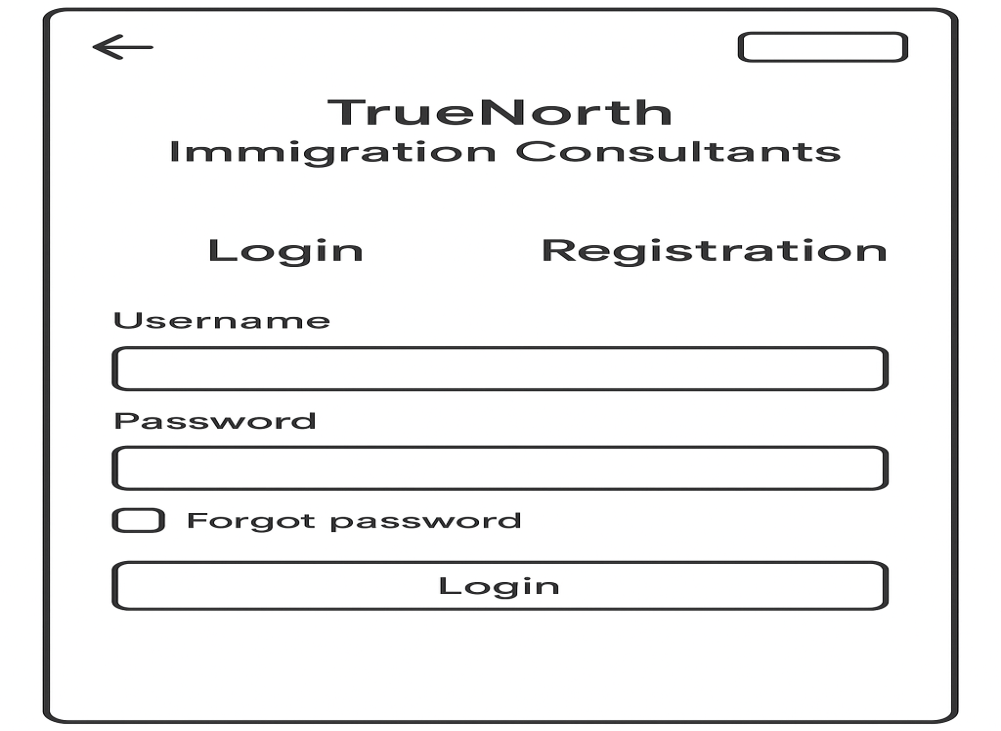 TrueNorth
Immigration Consultants
Login Registration
Username
Password
Forgot password
Login